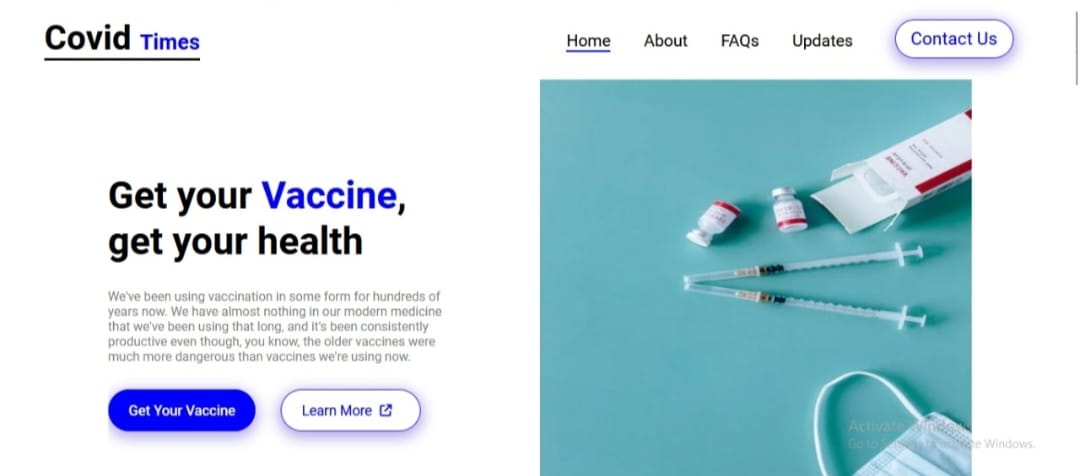 Covid Times
Home About FAQs Updates Contact Us
Get your Vaccine,
get your health
We've been using vaccination in some form for hundreds of
years now. We have almost nothing in our modern medicine
that we've been using that long, and it's been consistently
productive even though, you know, the older vaccines were
much more dangerous than vaccines we're using now.
Get Your Vaccine Learn More
Activate Windows
Go to Settings to activate Windows.